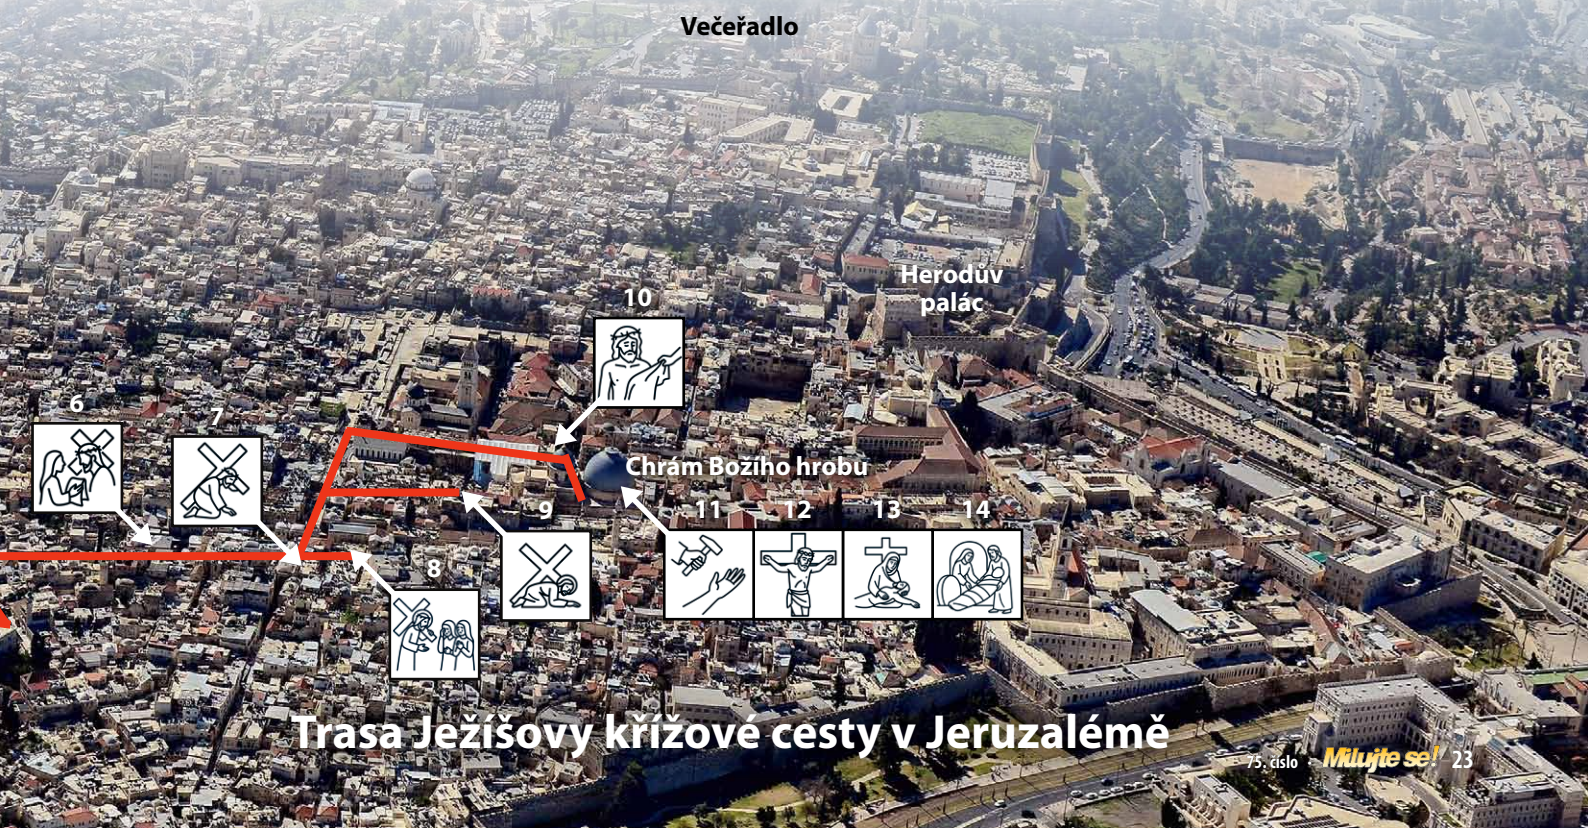 Večeřadlo
Herodův
palác
10
6
7
Chrám Božího hrobu
9
11
12
13
14
8
Trasa Ježíšovy křížové cesty v Jeruzalémě
75. číslo · Milujte se! 23